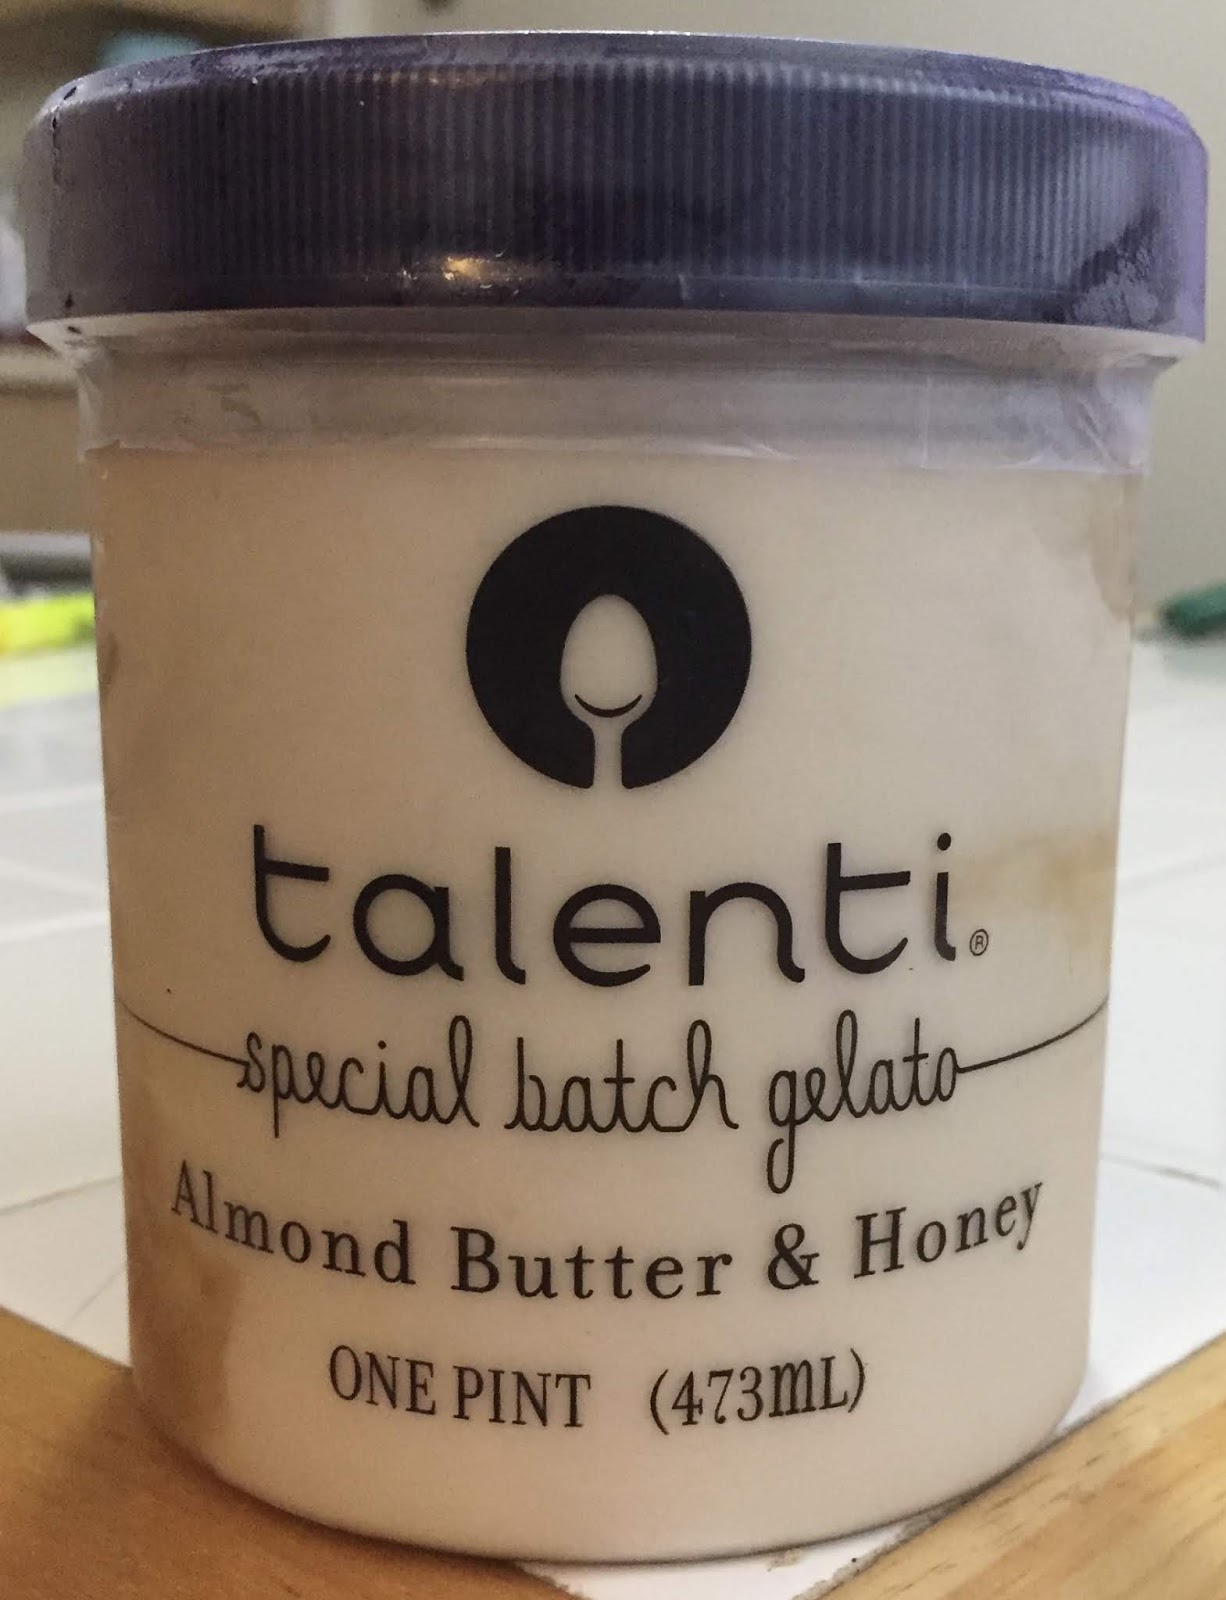 talenti®
special batch gelato
Almond Butter & Honey
ONE PINT (473mL)